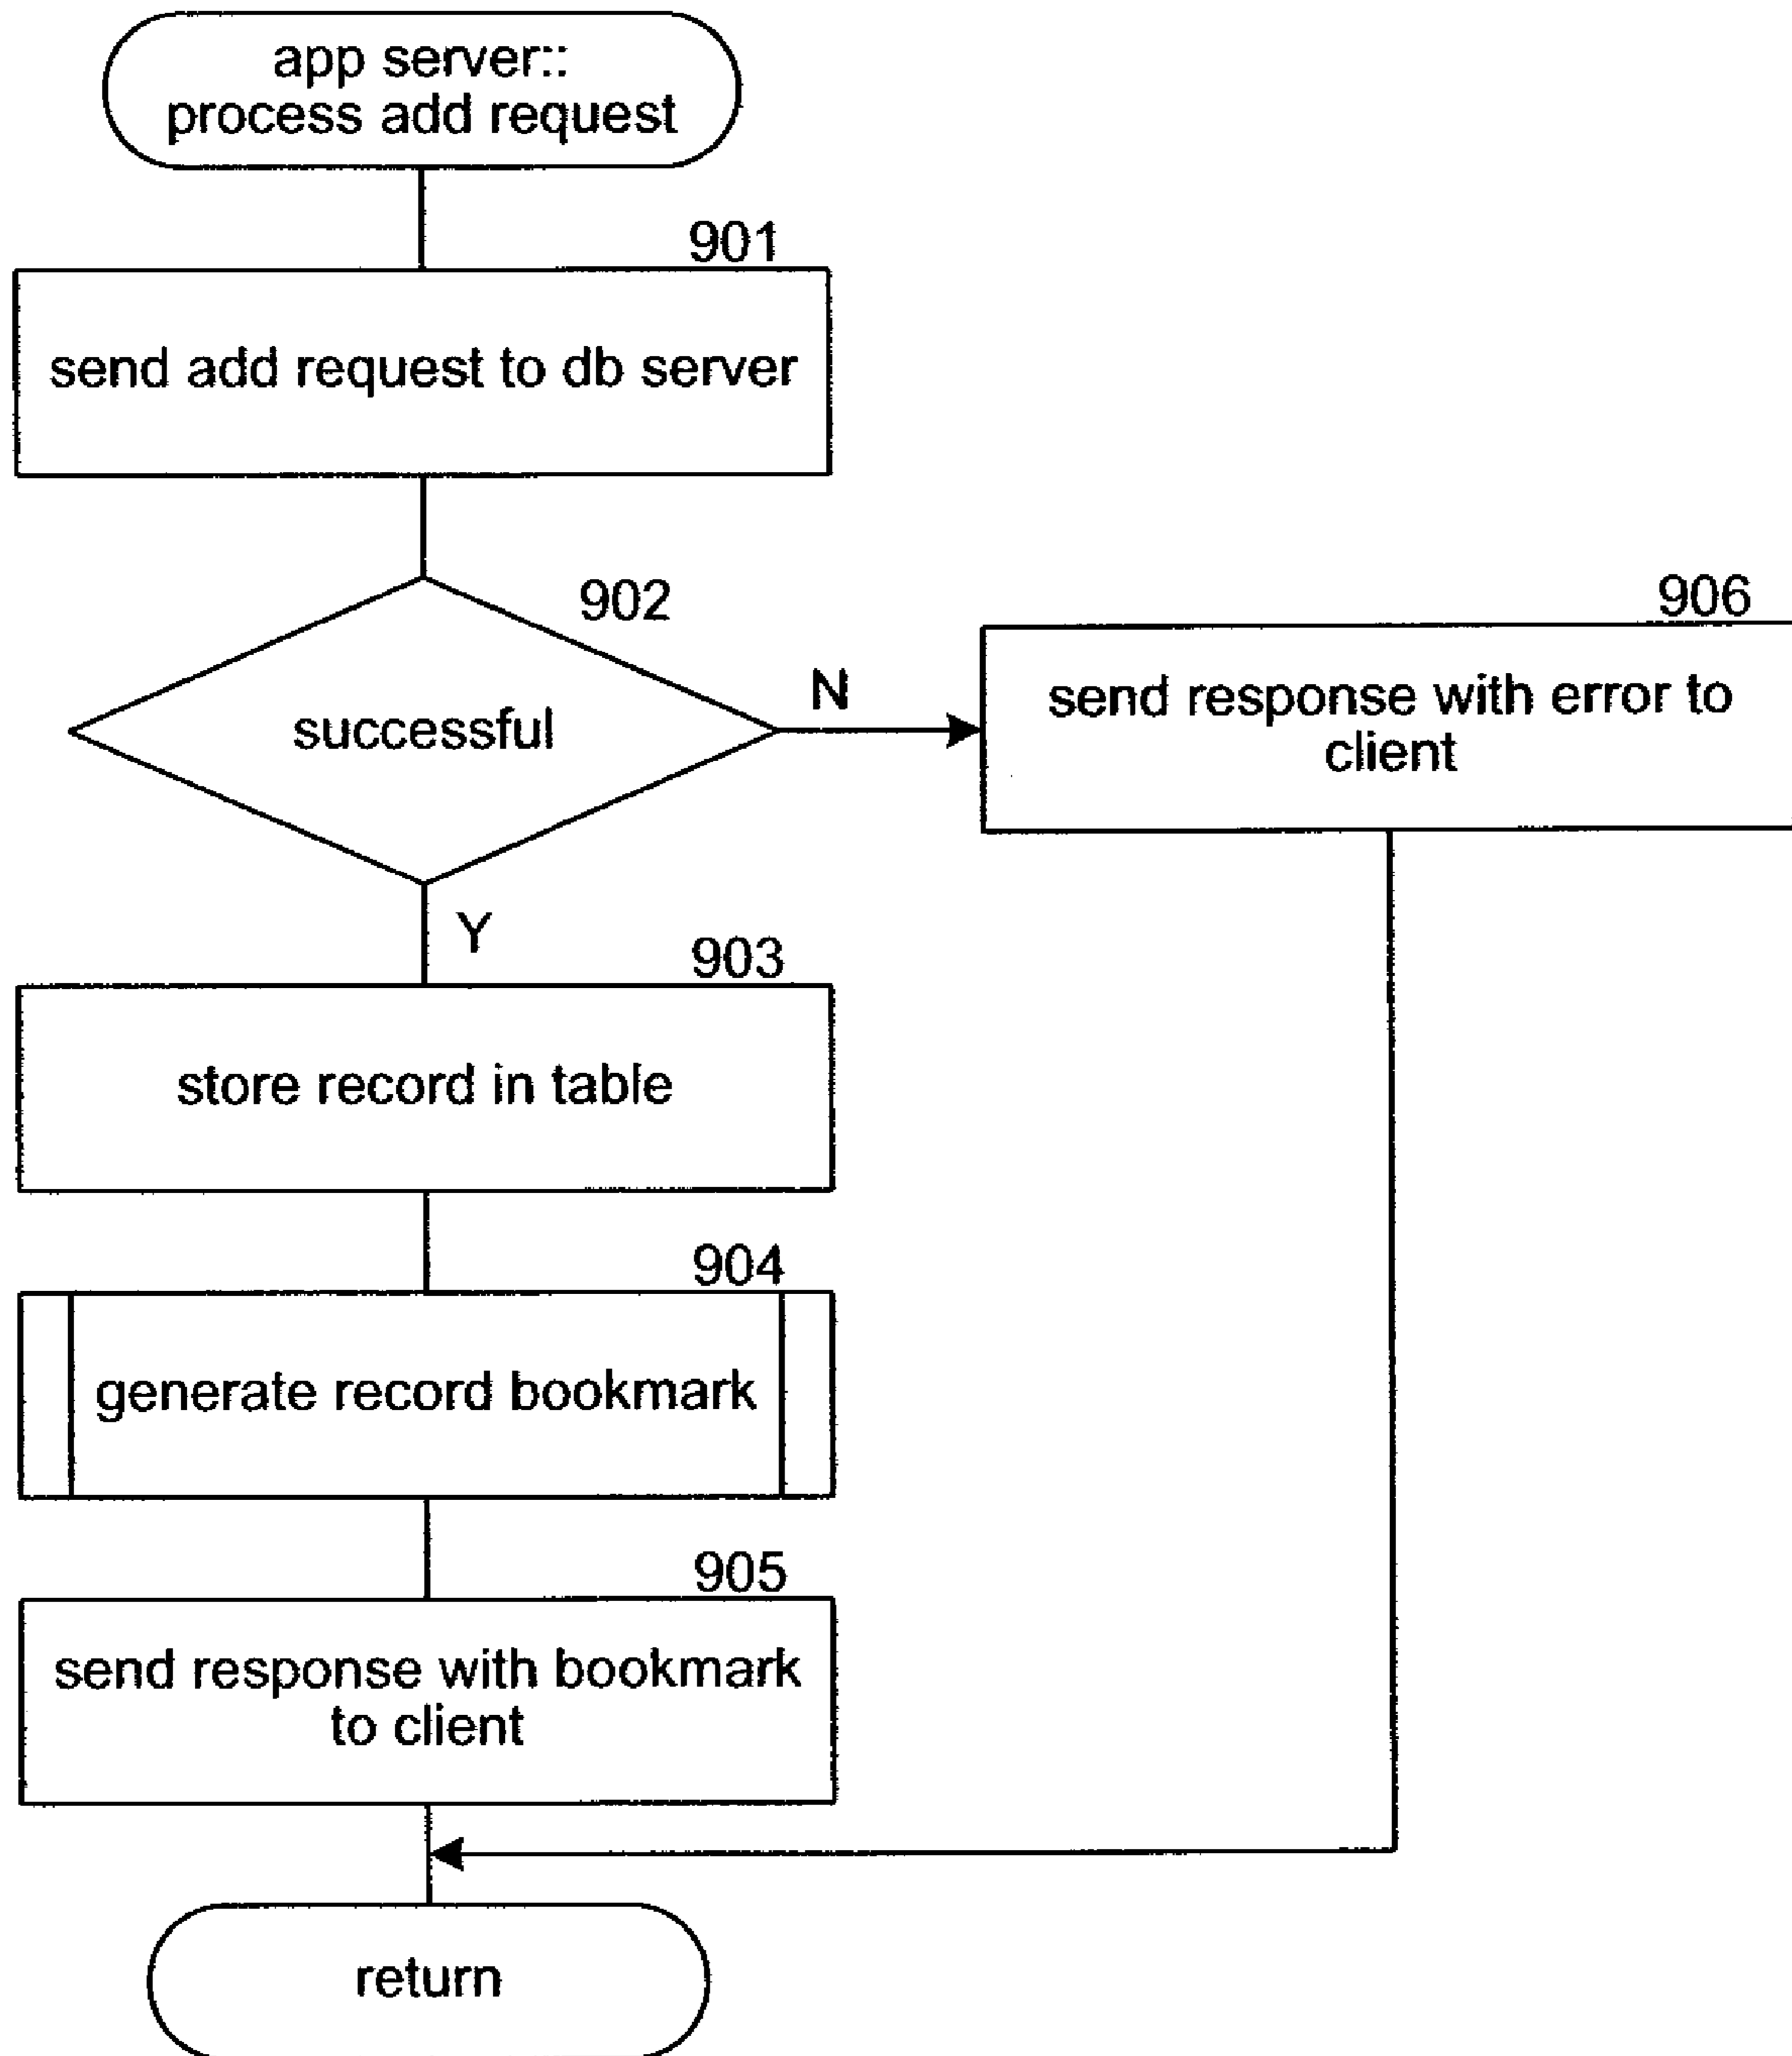 app server::
process add request
901
send add request to db server
902
successful
N
906
send response with error to
client
Y
903
store record in table
904
generate record bookmark
905
send response with bookmark
to client
return